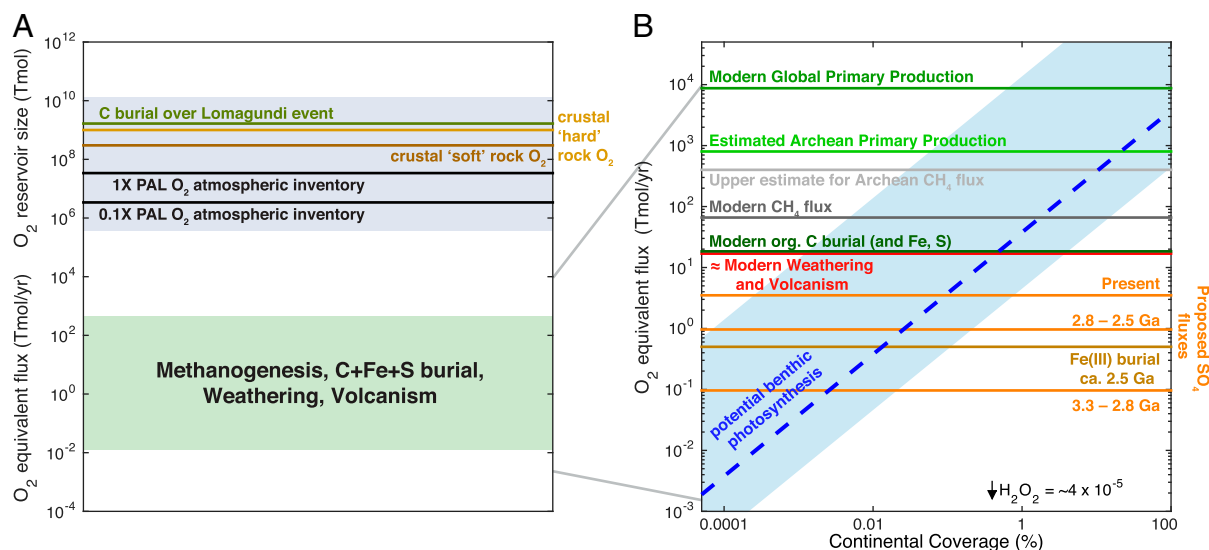 A
O2 reservoir size (Tmol)
O2 equivalent flux (Tmol/yr)
10^12
10^10
10^8
10^6
10^4
10^2
10^0
10^-2
10^-4
C burial over Lomagundi event
crustal
'hard'
rock O2
crustal 'soft' rock O2
1X PAL O2 atmospheric inventory
0.1X PAL O2 atmospheric inventory
Methanogenesis, C+Fe+S burial,
Weathering, Volcanism
B
O2 equivalent flux (Tmol/yr)
10^4
10^3
10^2
10^1
10^0
10^-1
10^-2
10^-3
Modern Global Primary Production
Estimated Archean Primary Production
Upper estimate for Archean CH4 flux
Modern CH4 flux
Modern org. C burial (and Fe, S)
≈ Modern Weathering
and Volcanism
Present
2.8 – 2.5 Ga
Fe(III) burial
ca. 2.5 Ga
3.3 – 2.8 Ga
Proposed SO4
fluxes
potential benthic
photosynthesis
↓H2O2 = ~4 x 10^-5
0.0001
0.01
1
100
Continental Coverage (%)